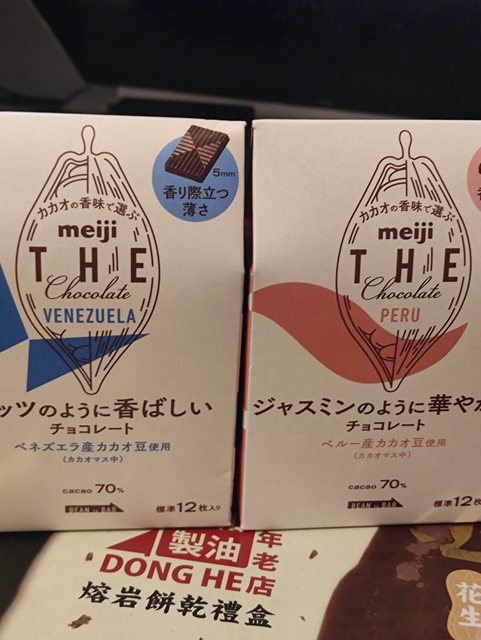 カカオの香味で選ぶ
meiji
THE
Chocolate
VENEZUELA
5mm
香り際立つ
薄さ
ッツのように香ばしい
チョコレート
ベネズエラ産カカオ豆使用
(カカオマス中)
cacao 70%
BEAN to BAR
標準12枚入り
カカオの香味で選ぶ
meiji
THE
Chocolate
PERU
ジャスミンのように華やか
チョコレート
ペルー産カカオ豆使用
(カカオマス中)
cacao 70%
BEAN to BAR
標準12枚
製油
年老店
DONG HE
熔岩餅乾禮盒
花生